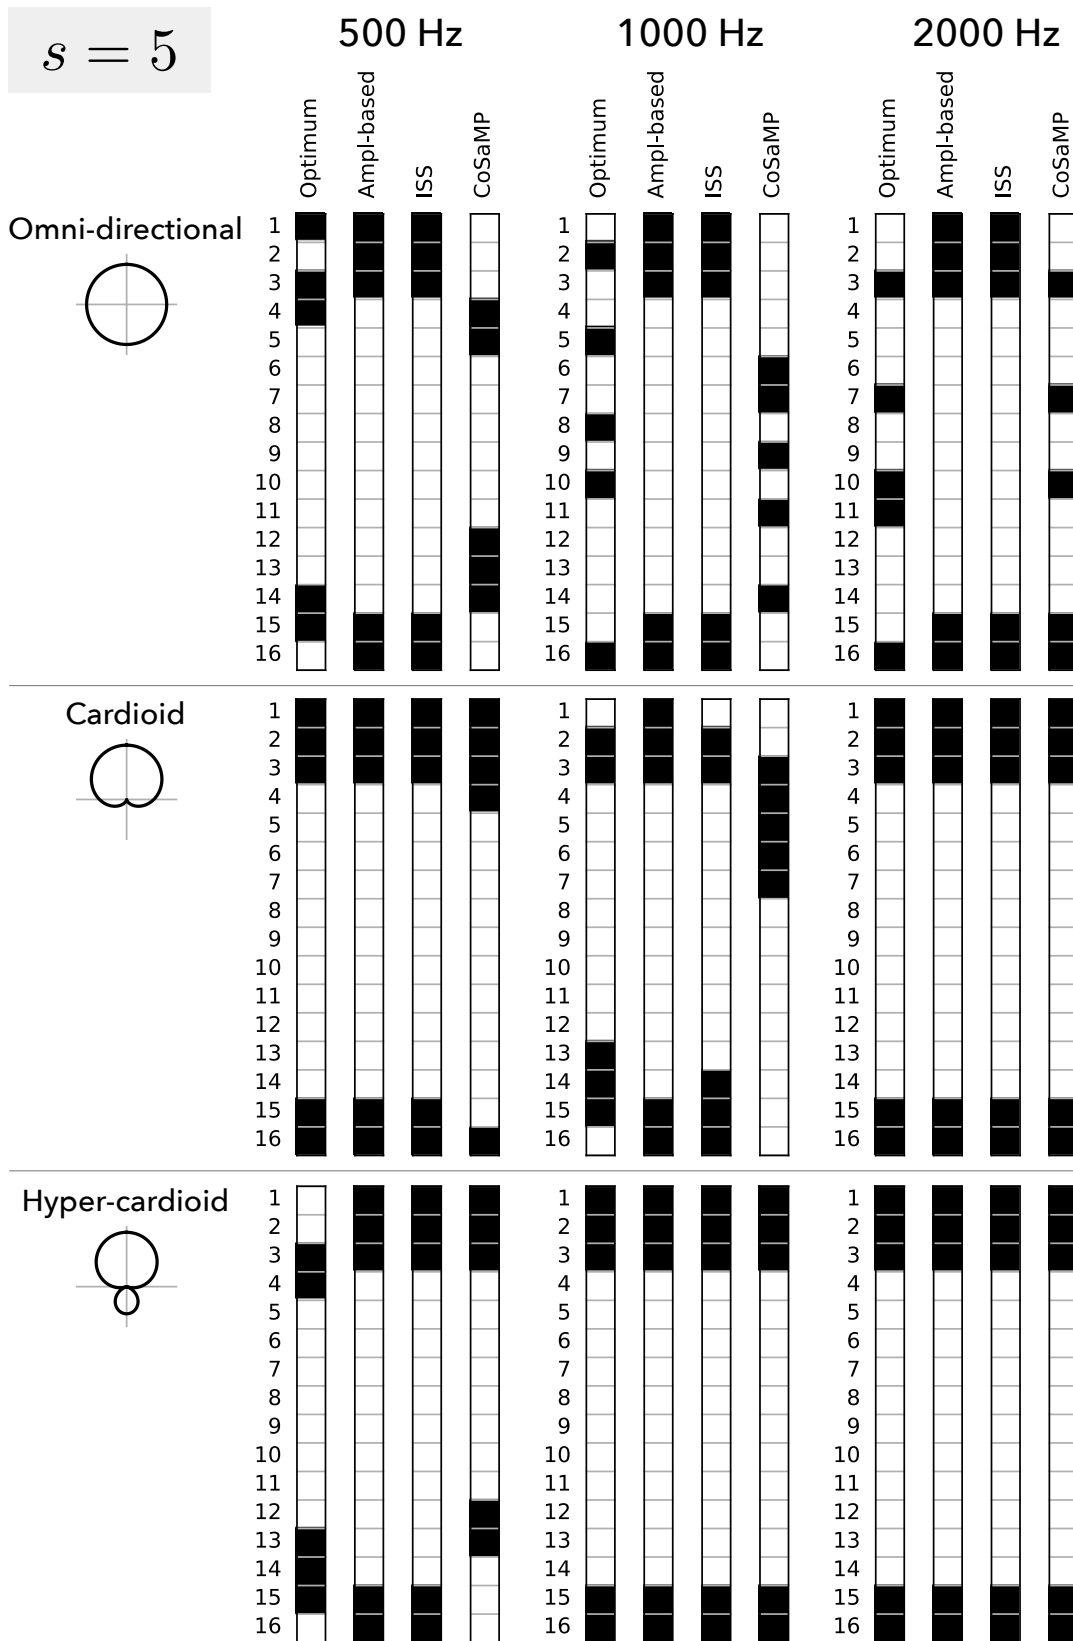 s = 5
500 Hz 1000 Hz 2000 Hz
Optimum Ampl-based ISS CoSaMP Optimum Ampl-based ISS CoSaMP Optimum Ampl-based ISS CoSaMP
Omni-directional
1 1 1
2 2 2
3 3 3
4 4 4
5 5 5
6 6 6
7 7 7
8 8 8
9 9 9
10 10 10
11 11 11
12 12 12
13 13 13
14 14 14
15 15 15
16 16 16
Cardioid
1 1 1
2 2 2
3 3 3
4 4 4
5 5 5
6 6 6
7 7 7
8 8 8
9 9 9
10 10 10
11 11 11
12 12 12
13 13 13
14 14 14
15 15 15
16 16 16
Hyper-cardioid
1 1 1
2 2 2
3 3 3
4 4 4
5 5 5
6 6 6
7 7 7
8 8 8
9 9 9
10 10 10
11 11 11
12 12 12
13 13 13
14 14 14
15 15 15
16 16 16